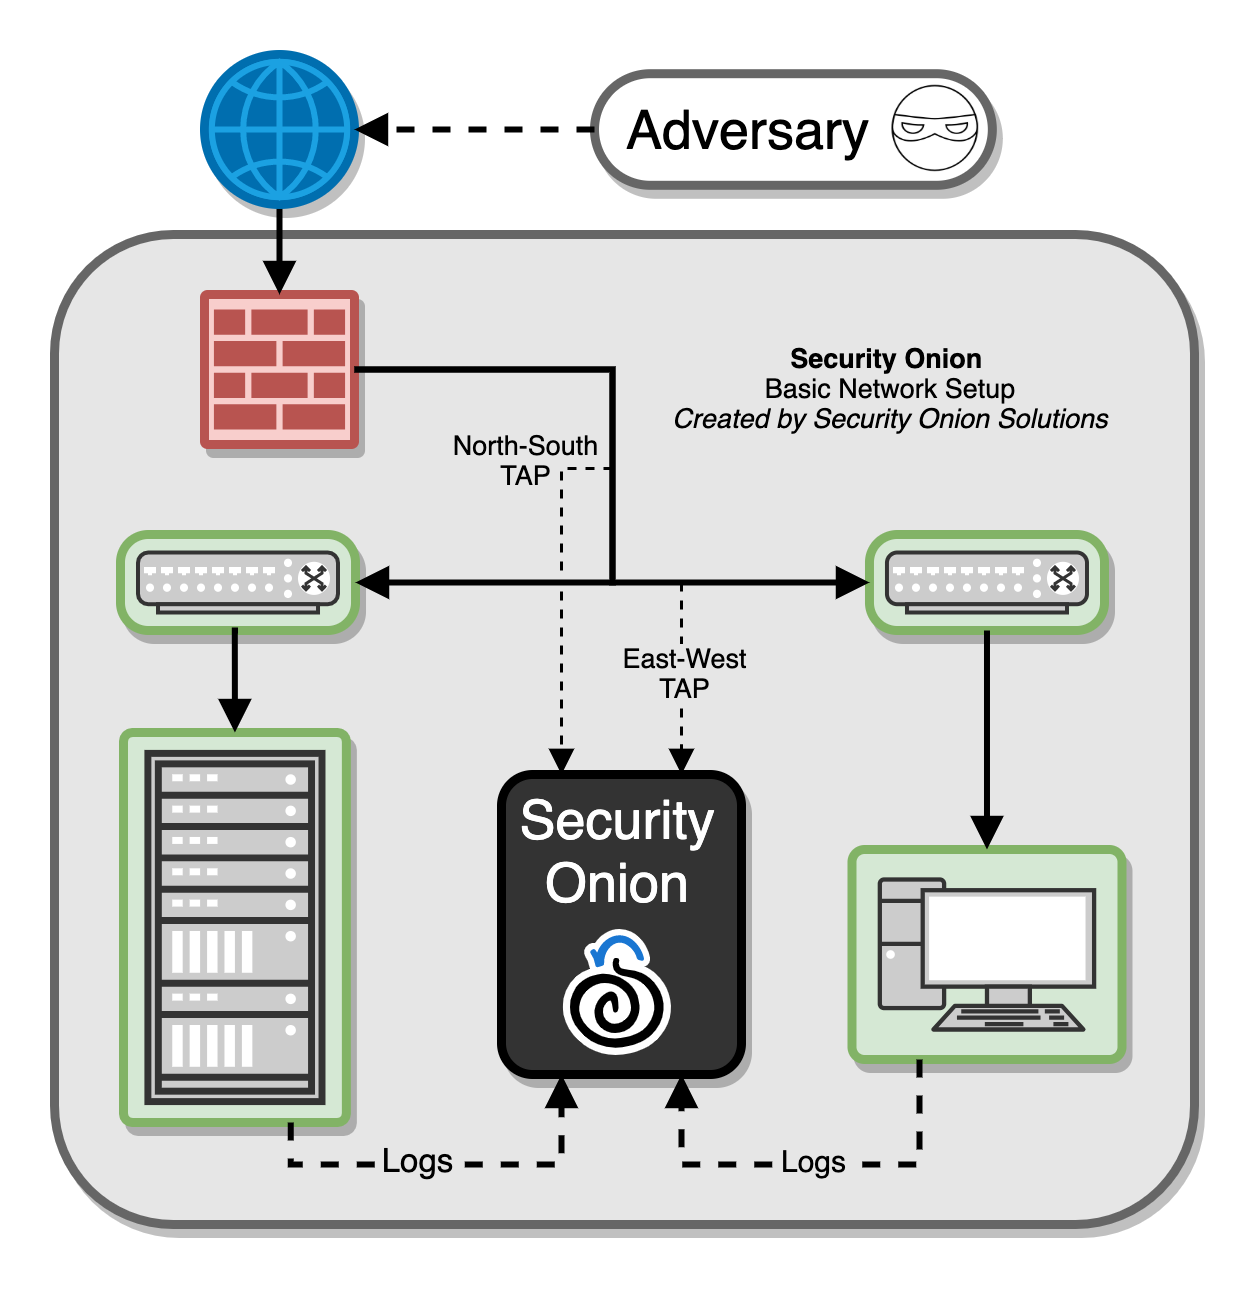 Adversary
Security Onion
Basic Network Setup
Created by Security Onion Solutions
North-South
TAP
East-West
TAP
Security
Onion
Logs
Logs